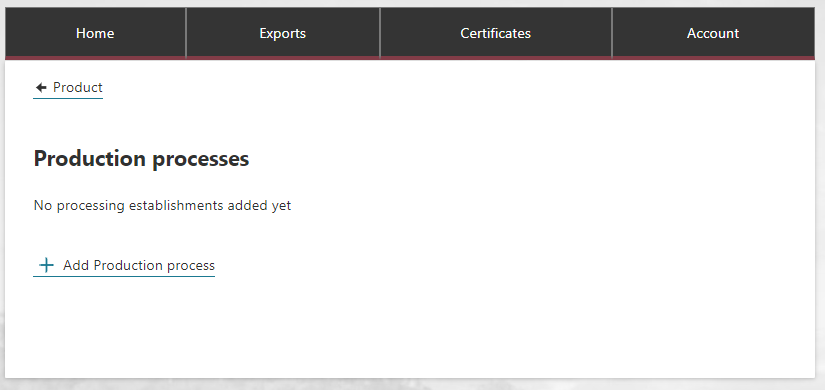 Home Exports Certificates Account
Product
Production processes
No processing establishments added yet
Add Production process